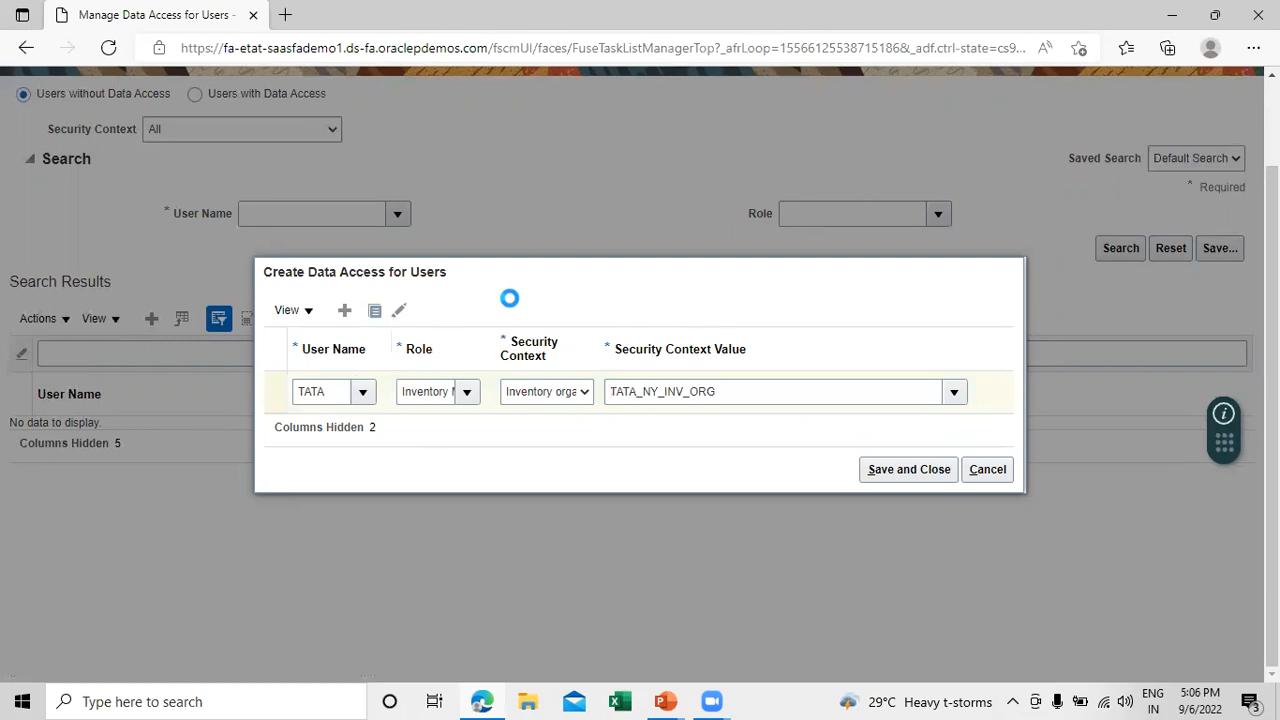 Manage Data Access for Users -
https://fa-etat-saasfademo1.ds-fa.oraclepdemos.com/fscmUI/faces/FuseTaskListManagerTop?_afrLoop=15566125538715186&_adf.ctrl-state=cs9...
Users without Data Access Users with Data Access
Security Context All
Search Saved Search Default Search
* Required
* User Name Role
Search Reset Save...
Search Results
Actions View
User Name
No data to display.
Columns Hidden 5
Create Data Access for Users
View
* User Name * Role * Security Context * Security Context Value
TATA Inventory Inventory orga TATA_NY_INV_ORG
Columns Hidden 2
Save and Close Cancel
Type here to search 29°C Heavy t-storms ENG IN 5:06 PM 9/6/2022 3